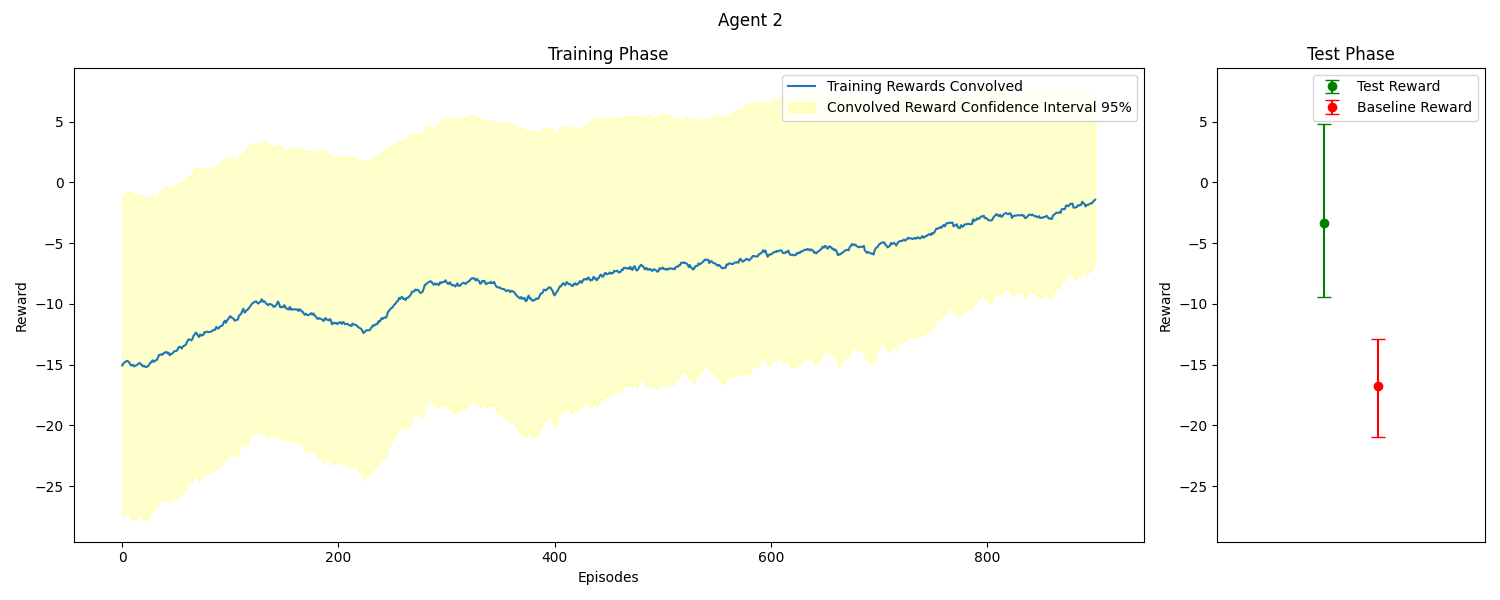 Agent 2
Training Phase
Training Rewards Convolved
Convolved Reward Confidence Interval 95%
5
0
−5
−10
−15
−20
−25
Reward
0
200
400
600
800
Episodes
Test Phase
Test Reward
Baseline Reward
5
0
−5
−10
−15
−20
−25
Reward